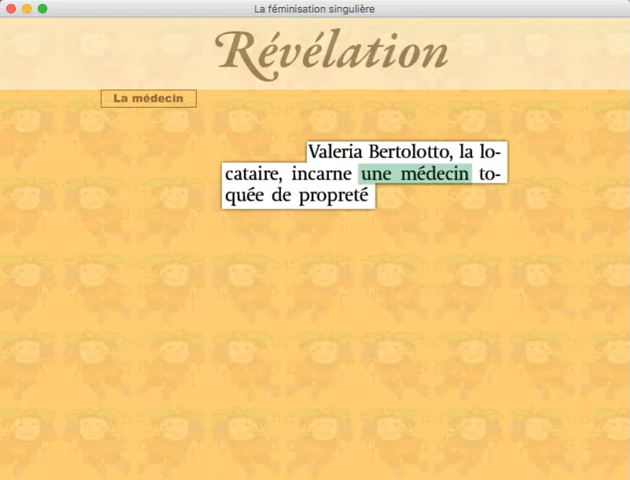 La féminisation singulière
Révélation
La médecin
Valeria Bertolotto, la lo-
cataire, incarne une médecin to-
quée de propreté